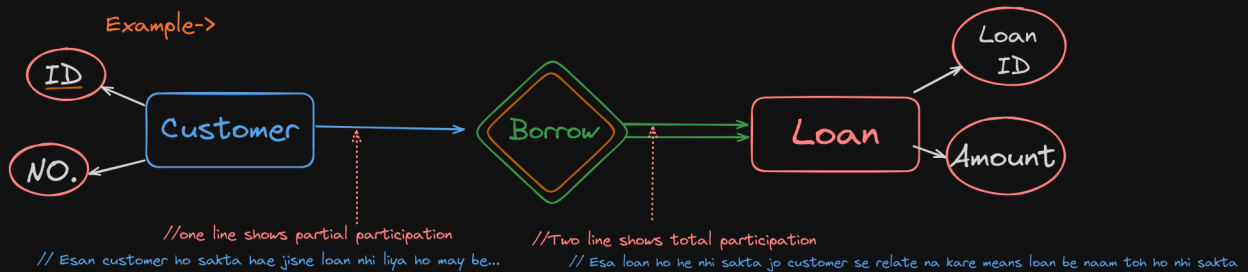 Example->
ID
Customer
NO.
Borrow
Loan
Loan
ID
Amount
//one line shows partial participation
// Esan customer ho sakta hae jisne loan nhi liya ho may be...
//Two line shows total participation
// Esa loan ho he nhi sakta jo customer se relate na kare means loan be naam toh ho nhi sakta